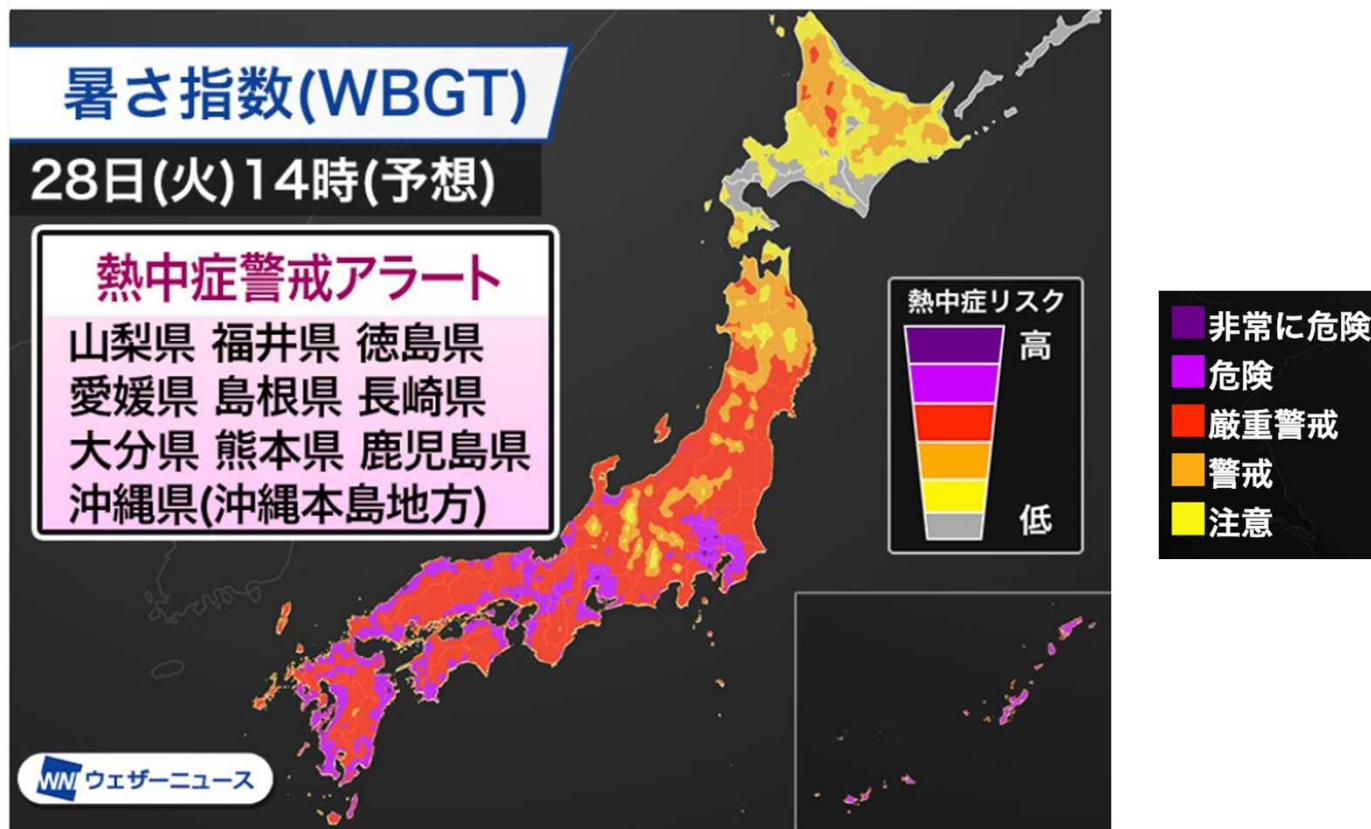 暑さ指数(WBGT)
28日(火)14時(予想)
熱中症警戒アラート
山梨県 福井県 徳島県
愛媛県 島根県 長崎県
大分県 熊本県 鹿児島県
沖縄県(沖縄本島地方)
熱中症リスク
高
低
非常に危険
危険
厳重警戒
警戒
注意
WNI ウェザーニュース